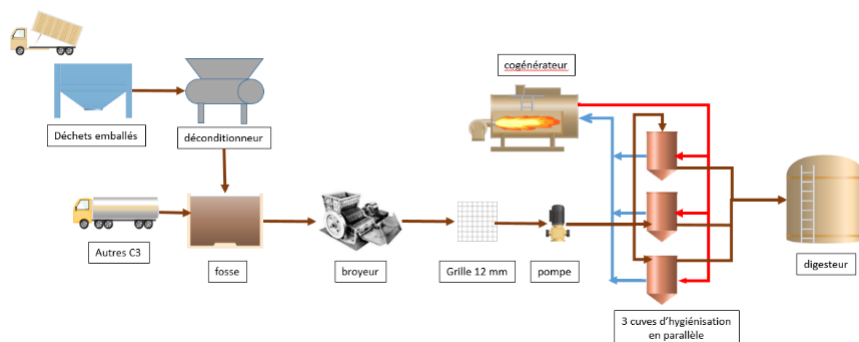 cogénérateur
Déchets emballés
déconditionneur
Autres C3
fosse
broyeur
Grille 12 mm
pompe
digesteur
3 cuves d'hygiénisation
en parallèle